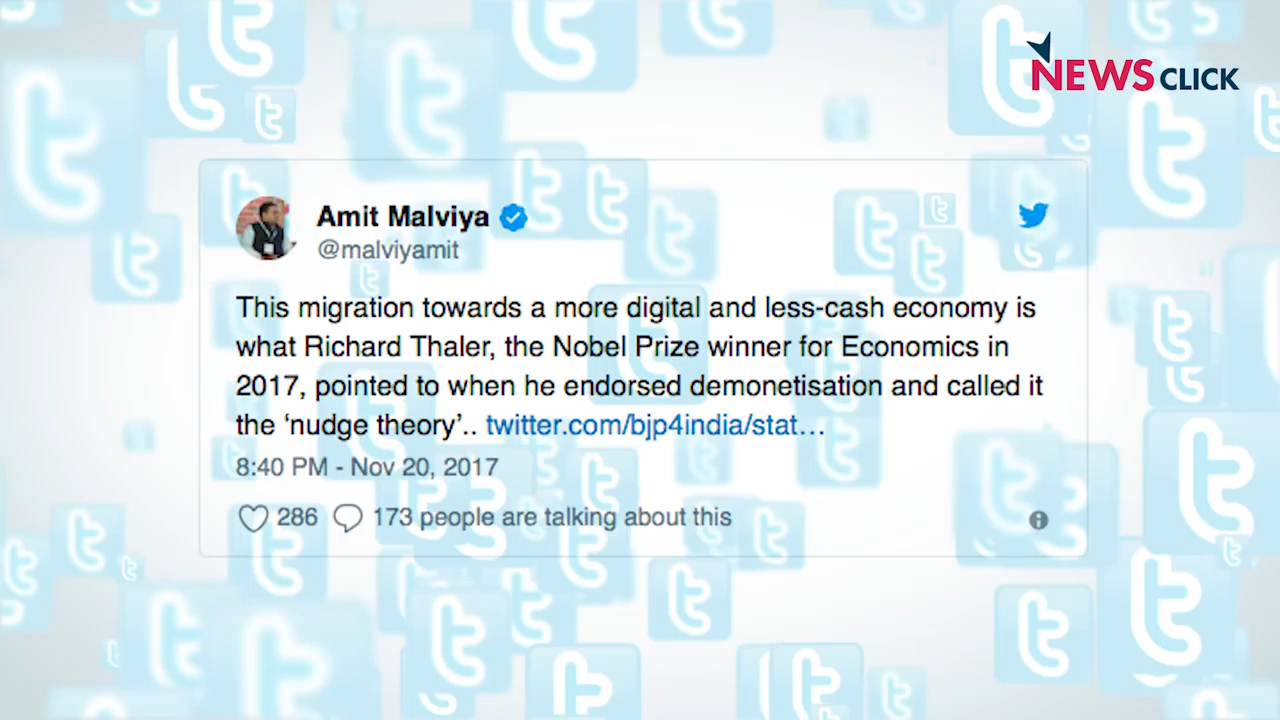 NEWSCLICK
Amit Malviya
@malviyamit
This migration towards a more digital and less-cash economy is
what Richard Thaler, the Nobel Prize winner for Economics in
2017, pointed to when he endorsed demonetisation and called it
the ‘nudge theory’.. twitter.com/bjp4india/stat…
8:40 PM - Nov 20, 2017
286 173 people are talking about this